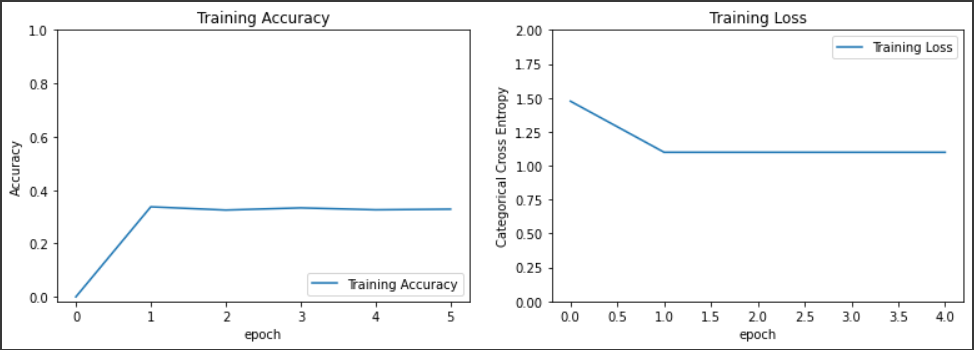 Training Accuracy
1.0
0.8
0.6
0.4
0.2
0.0
Accuracy
Training Accuracy
0 1 2 3 4 5
epoch
Training Loss
2.00
1.75
1.50
1.25
1.00
0.75
0.50
0.25
0.00
Categorical Cross Entropy
Training Loss
0.0 0.5 1.0 1.5 2.0 2.5 3.0 3.5 4.0
epoch